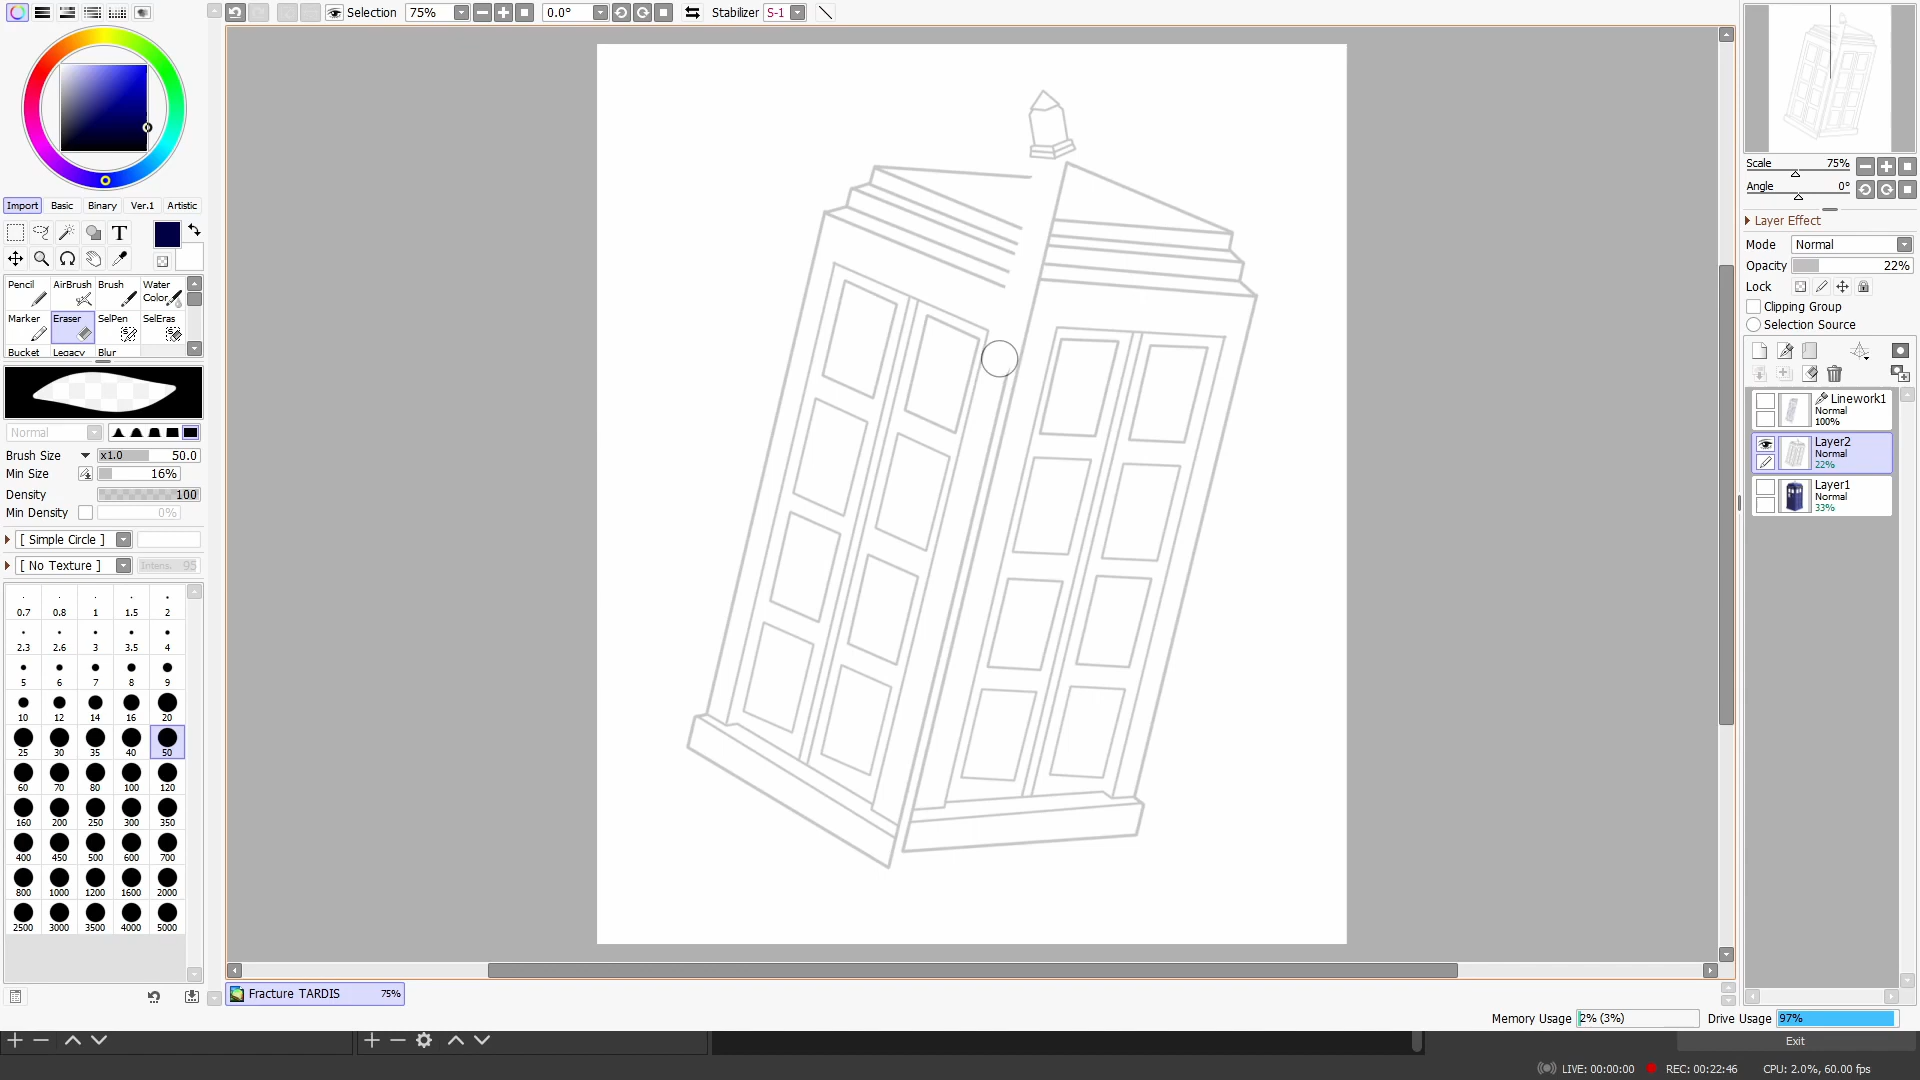 Selection 75% 0.0° Stabilizer S-1
Import Basic Binary Ver.1 Artistic
T
Pencil AirBrush Brush Water Color
Marker Eraser SelPen SelEras
Bucket Legacy Blur
Normal
Brush Size x1.0 50.0
Min Size 16%
Density 100
Min Density 0%
[ Simple Circle ]
[ No Texture ] Intens. 95
0.7 0.8 1 1.5 2
2.3 2.6 3 3.5 4
5 6 7 8 9
10 12 14 16 20
25 30 35 40 50
60 70 80 100 120
160 200 250 300 350
400 450 500 600 700
800 1000 1200 1600 2000
2500 3000 3500 4000 5000
Scale 75%
Angle 0°
Layer Effect
Mode Normal
Opacity 22%
Lock
Clipping Group
Selection Source
Linework1
Normal
100%
Layer2
Normal
22%
Layer1
Normal
33%
Fracture TARDIS 75%
Memory Usage 2% (3%) Drive Usage 97%
Exit
LIVE: 00:00:00 REC: 00:22:46 CPU: 2.0%, 60.00 fps